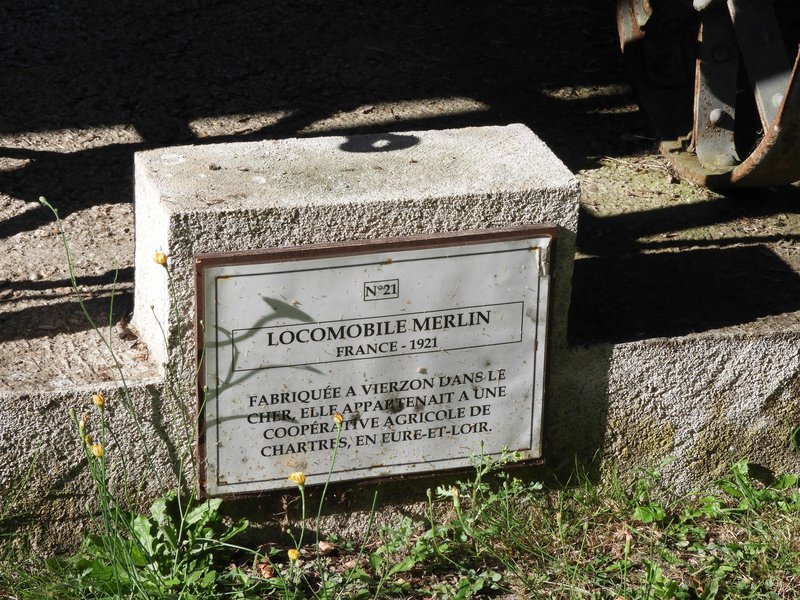 N°21
LOCOMOBILE MERLIN
FRANCE - 1921
FABRIQUÉE A VIERZON DANS LE
CHER, ELLE APPARTENAIT A UNE
COOPÉRATIVE AGRICOLE DE
CHARTRES, EN EURE-ET-LOIR.